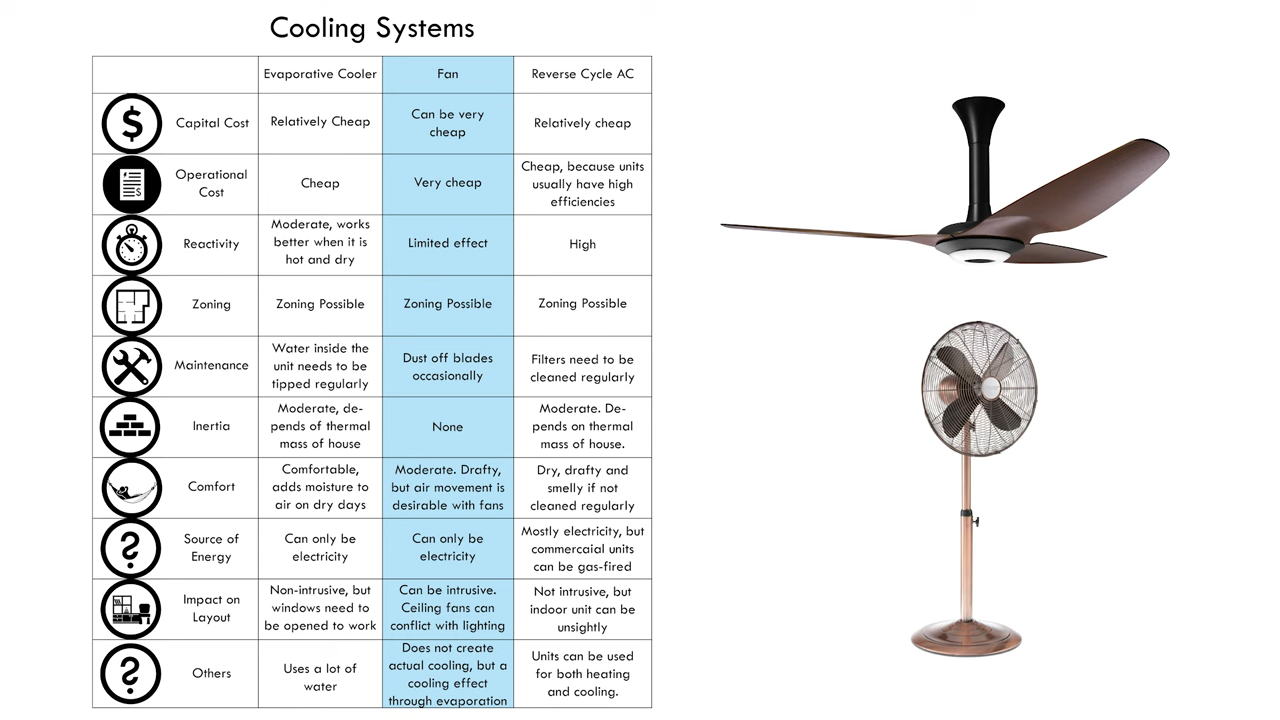 Cooling Systems
Evaporative Cooler
Fan
Reverse Cycle AC
$
Capital Cost
Relatively Cheap
Can be very
cheap
Relatively cheap
$
Operational
Cost
Cheap
Very cheap
Cheap, because units
usually have high
efficiencies
Reactivity
Moderate, works
better when it is
hot and dry
Limited effect
High
Zoning
Zoning Possible
Zoning Possible
Zoning Possible
Maintenance
Water inside the
unit needs to be
tipped regularly
Dust off blades
occasionally
Filters need to be
cleaned regularly
Inertia
Moderate, de-
pends of thermal
mass of house
None
Moderate. De-
pends on thermal
mass of house.
Comfort
Comfortable,
adds moisture to
air on dry days
Moderate. Drafty,
but air movement is
desirable with fans
Dry, drafty and
smelly if not
cleaned regularly
?
Source of
Energy
Can only be
electricity
Can only be
electricity
Mostly electricity, but
commercaial units
can be gas-fired
Impact on
Layout
Non-intrusive, but
windows need to
be opened to work
Can be intrusive.
Ceiling fans can
conflict with lighting
Not intrusive, but
indoor unit can be
unsightly
?
Others
Uses a lot of
water
Does not create
actual cooling, but a
cooling effect
through evaporation
Units can be used
for both heating
and cooling.